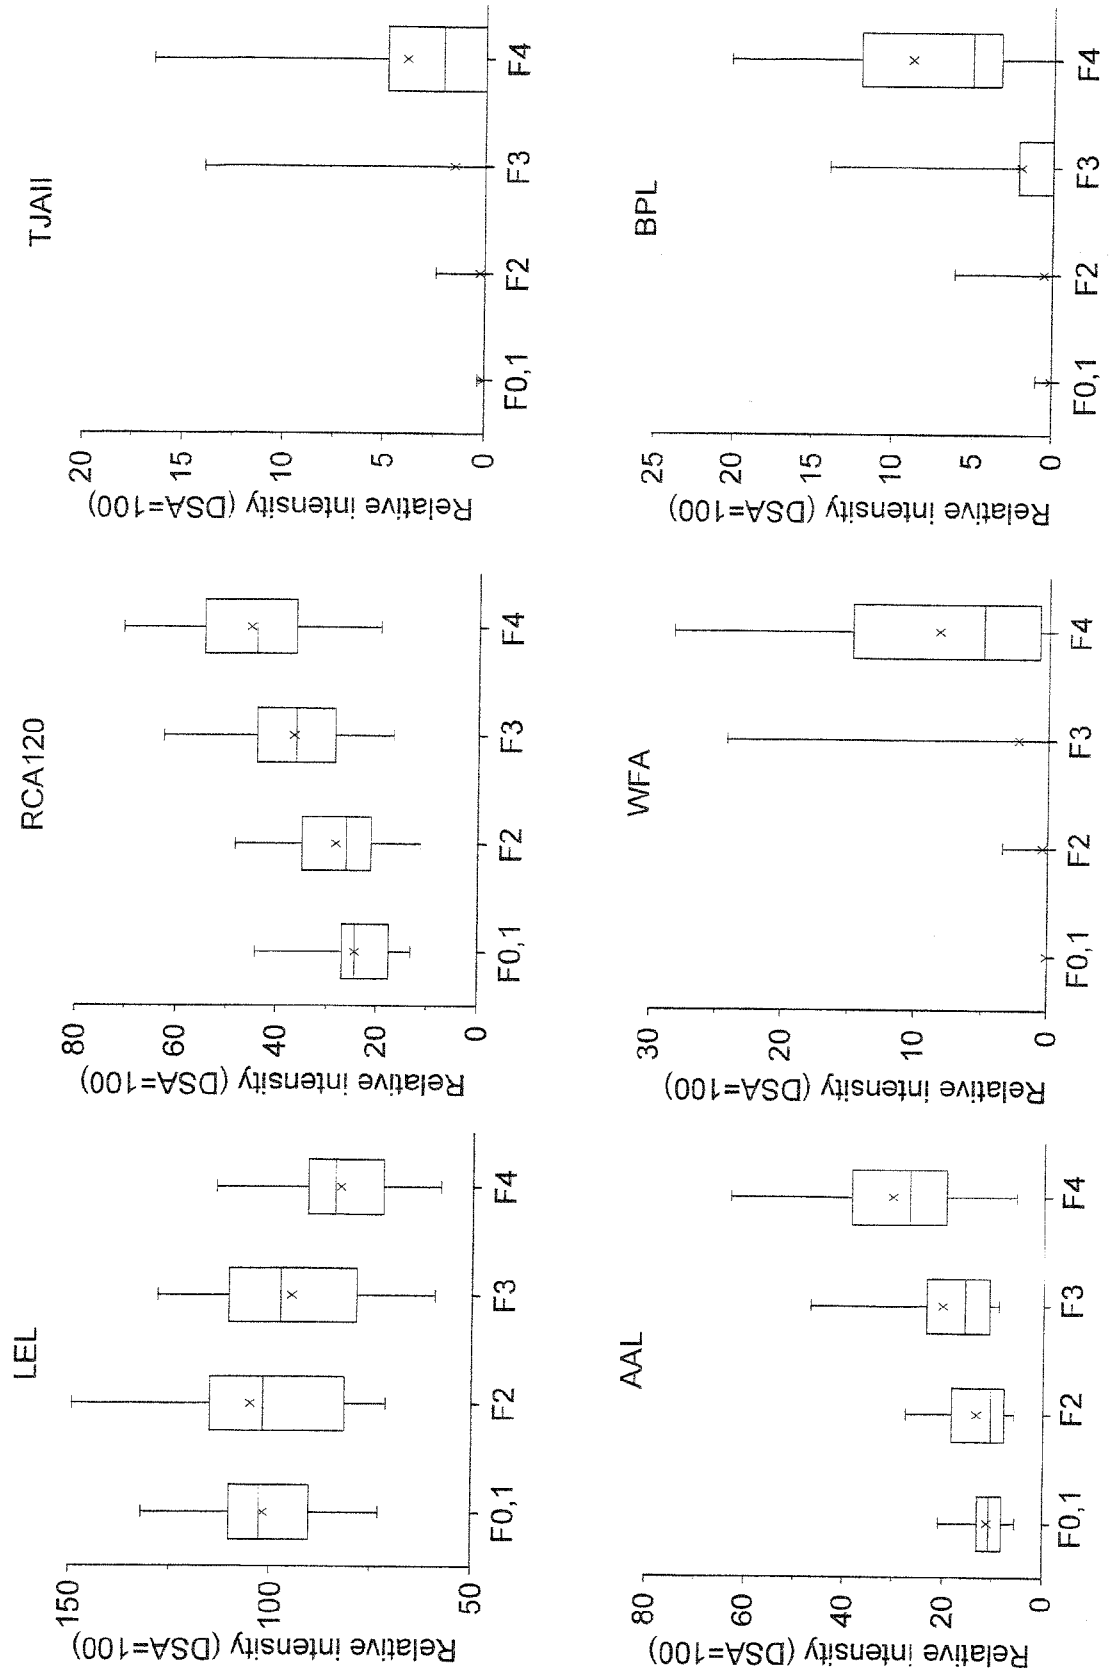 LEL
Relative intensity (DSA=100)
150
100
50
F0,1 F2 F3 F4
RCA120
Relative intensity (DSA=100)
80
60
40
20
0
F0,1 F2 F3 F4
TJAII
Relative intensity (DSA=100)
20
15
10
5
0
F0,1 F2 F3 F4
AAL
Relative intensity (DSA=100)
80
60
40
20
0
F0,1 F2 F3 F4
WFA
Relative intensity (DSA=100)
30
20
10
0
F0,1 F2 F3 F4
BPL
Relative intensity (DSA=100)
25
20
15
10
5
0
F0,1 F2 F3 F4